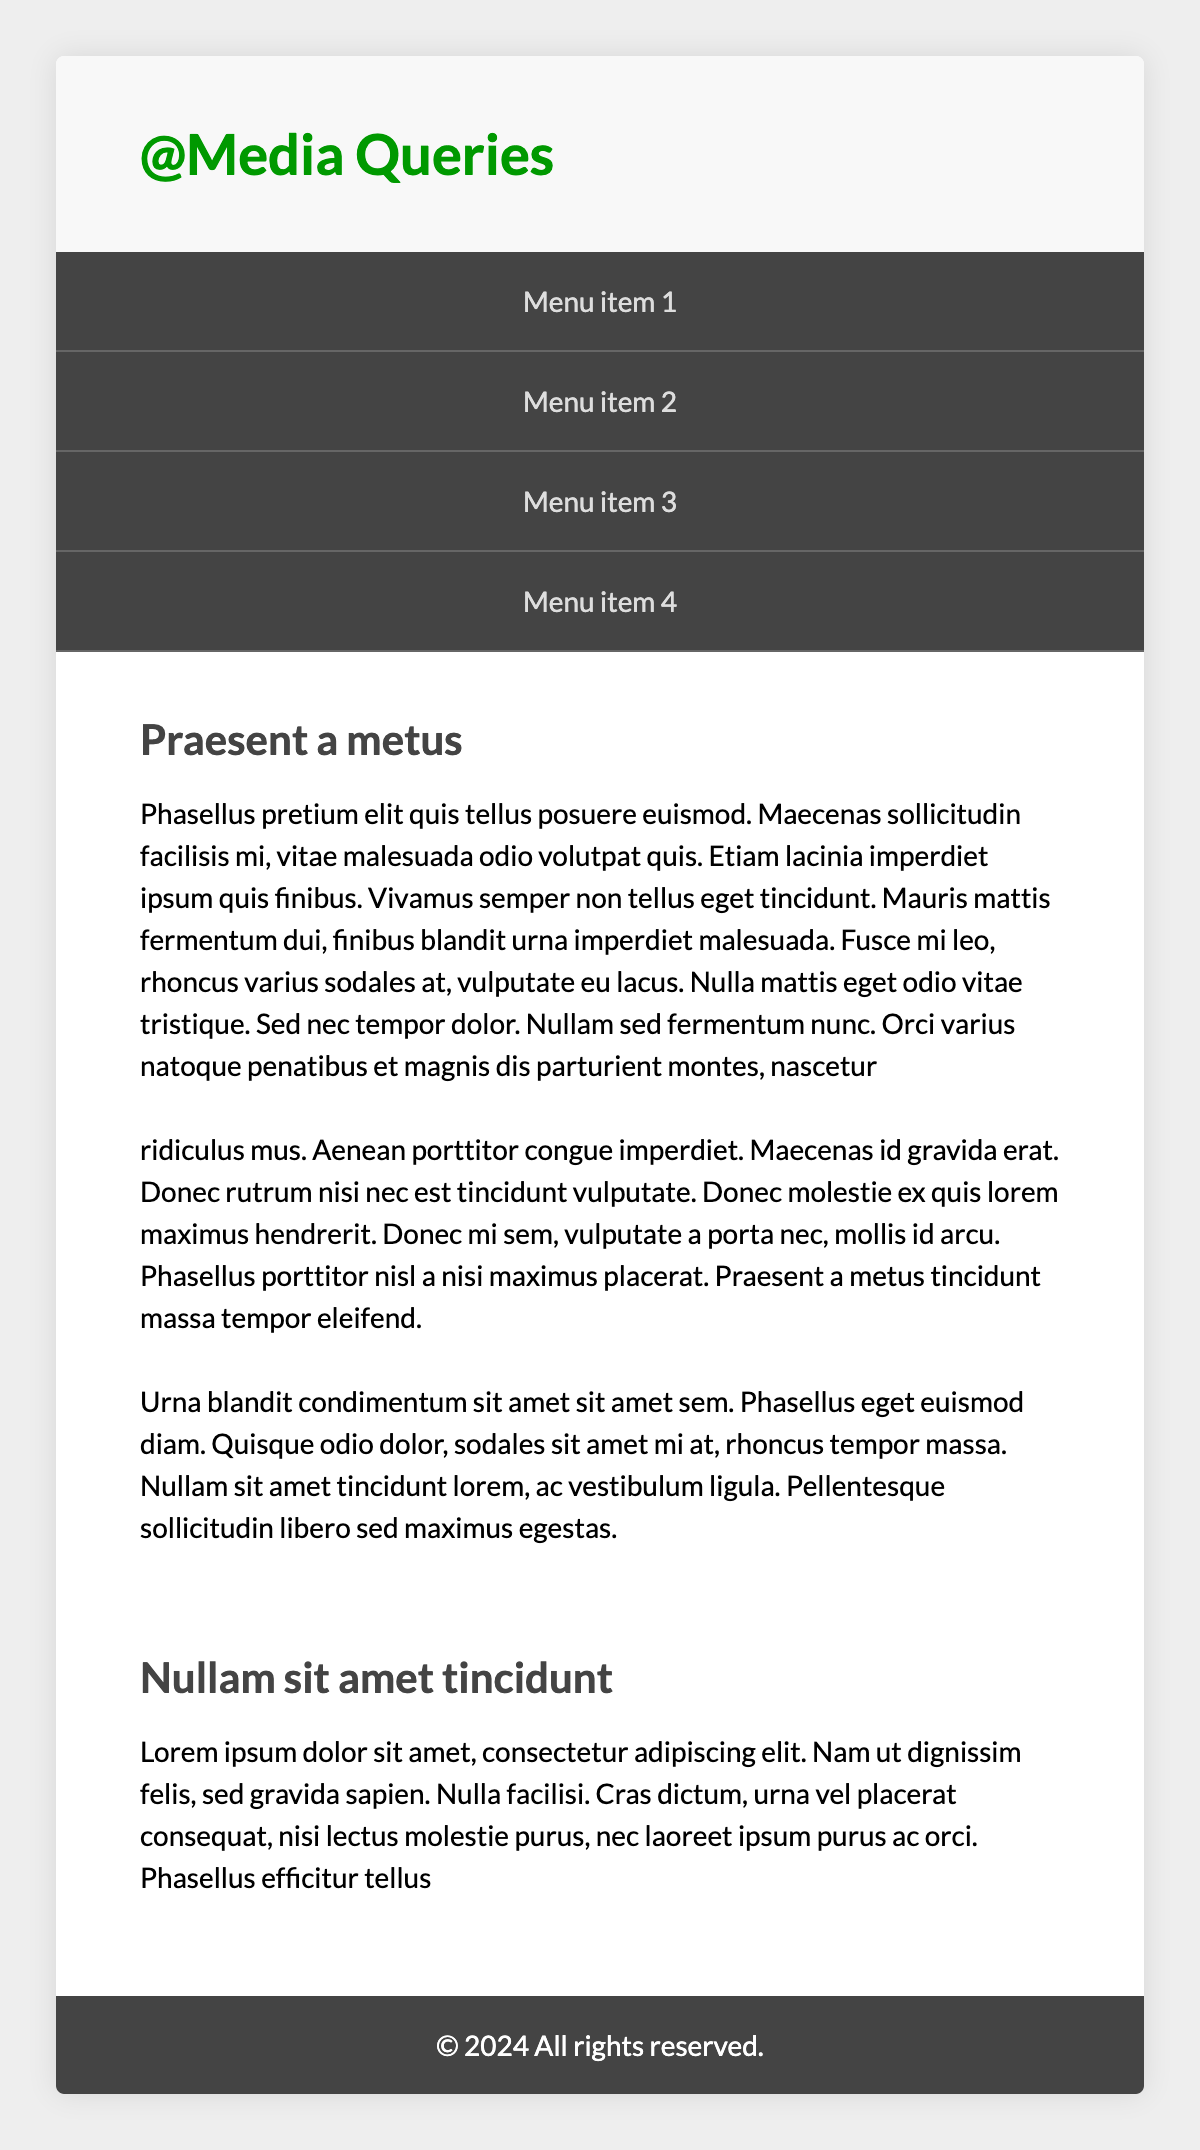 @Media Queries
Menu item 1
Menu item 2
Menu item 3
Menu item 4
Praesent a metus
Phasellus pretium elit quis tellus posuere euismod. Maecenas sollicitudin
facilisis mi, vitae malesuada odio volutpat quis. Etiam lacinia imperdiet
ipsum quis finibus. Vivamus semper non tellus eget tincidunt. Mauris mattis
fermentum dui, finibus blandit urna imperdiet malesuada. Fusce mi leo,
rhoncus varius sodales at, vulputate eu lacus. Nulla mattis eget odio vitae
tristique. Sed nec tempor dolor. Nullam sed fermentum nunc. Orci varius
natoque penatibus et magnis dis parturient montes, nascetur
ridiculus mus. Aenean porttitor congue imperdiet. Maecenas id gravida erat.
Donec rutrum nisi nec est tincidunt vulputate. Donec molestie ex quis lorem
maximus hendrerit. Donec mi sem, vulputate a porta nec, mollis id arcu.
Phasellus porttitor nisl a nisi maximus placerat. Praesent a metus tincidunt
massa tempor eleifend.
Urna blandit condimentum sit amet sit amet sem. Phasellus eget euismod
diam. Quisque odio dolor, sodales sit amet mi at, rhoncus tempor massa.
Nullam sit amet tincidunt lorem, ac vestibulum ligula. Pellentesque
sollicitudin libero sed maximus egestas.
Nullam sit amet tincidunt
Lorem ipsum dolor sit amet, consectetur adipiscing elit. Nam ut dignissim
felis, sed gravida sapien. Nulla facilisi. Cras dictum, urna vel placerat
consequat, nisi lectus molestie purus, nec laoreet ipsum purus ac orci.
Phasellus efficitur tellus
© 2024 All rights reserved.